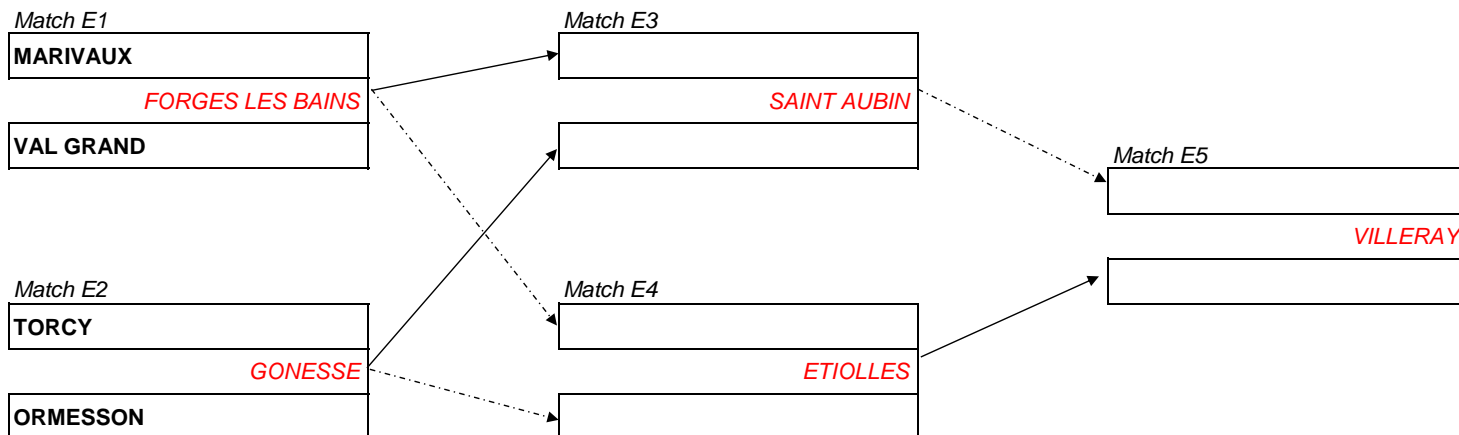 Match E1
MARIVAUX
FORGES LES BAINS
VAL GRAND
Match E2
TORCY
GONESSE
ORMESSON
Match E3
SAINT AUBIN
Match E4
ETIOLLES
Match E5
VILLERAY